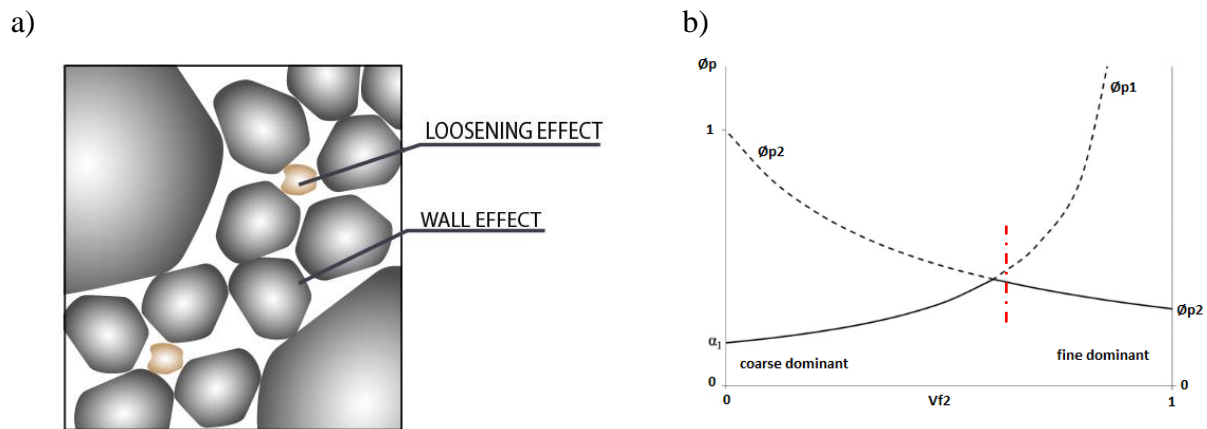 a)
LOOSENING EFFECT
WALL EFFECT
b)
Øp
Øp1
1
Øp2
Øp2
α1
coarse dominant
fine dominant
0
0
0
Vf2
1